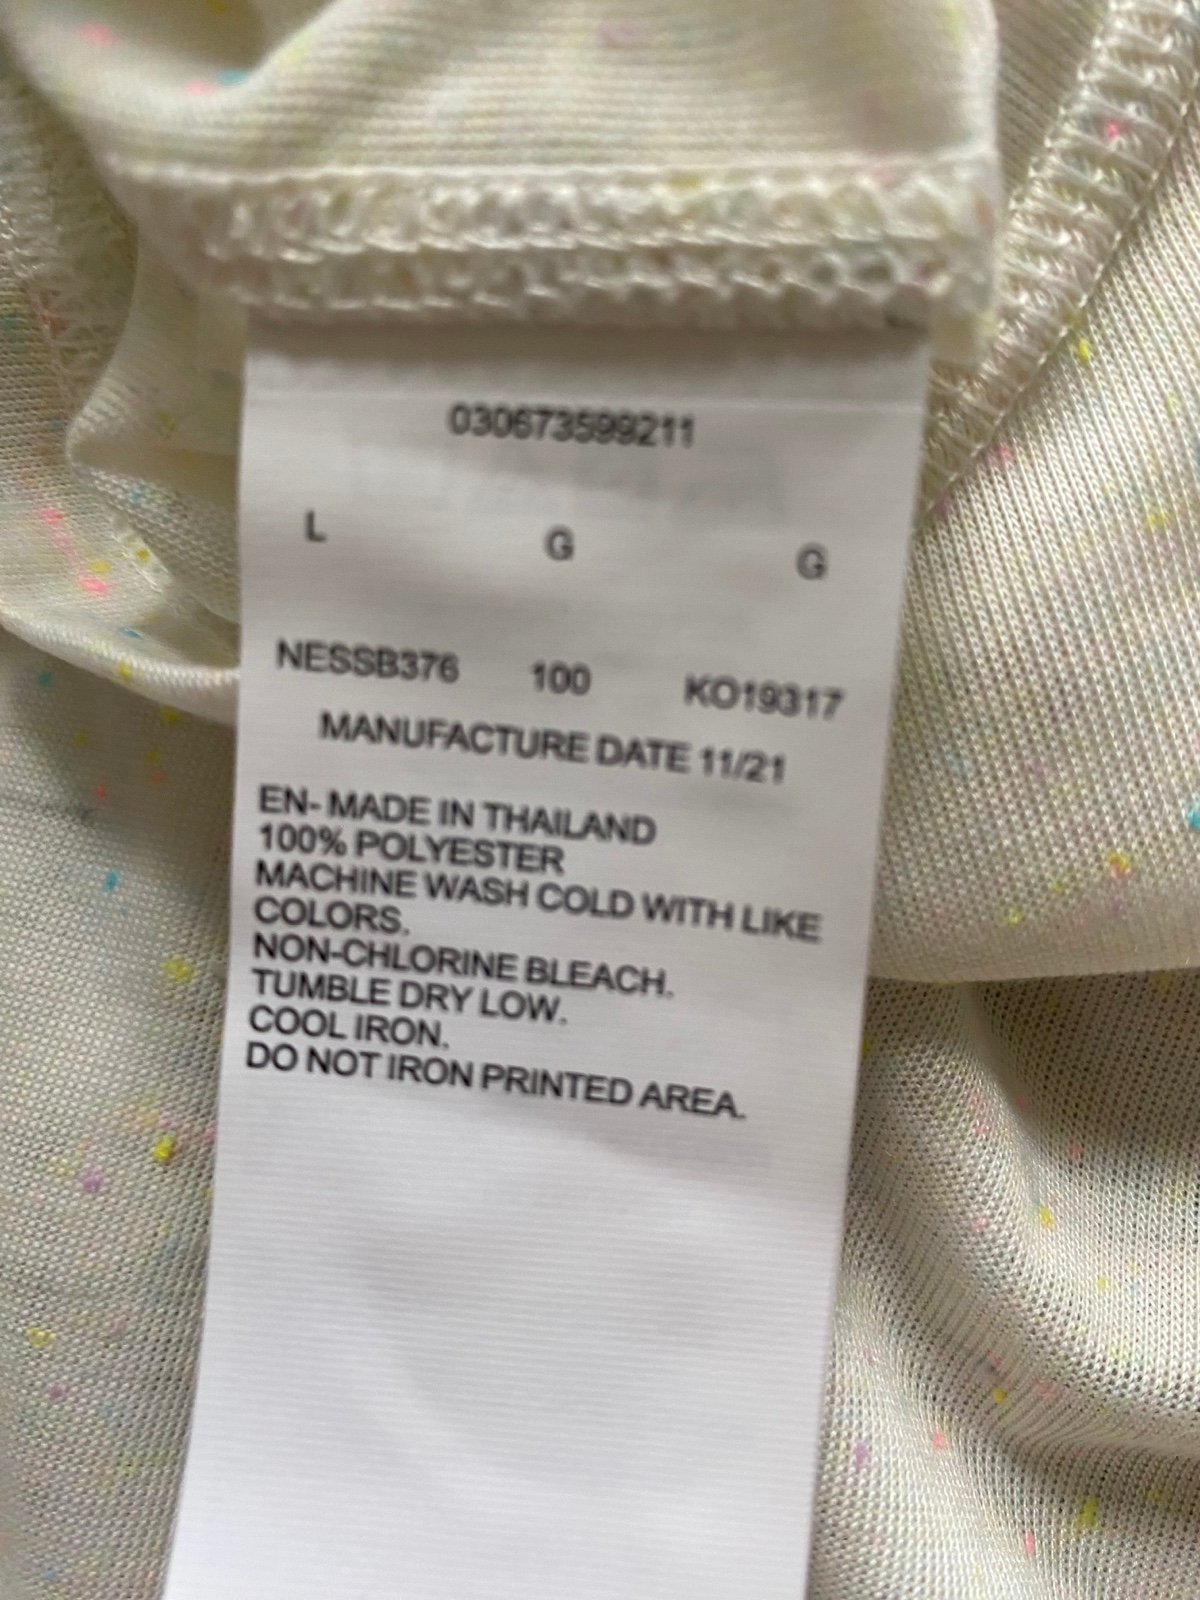 030673599211
L G G
NESSB376 100 KO19317
MANUFACTURE DATE 11/21
EN- MADE IN THAILAND
100% POLYESTER
MACHINE WASH COLD WITH LIKE
COLORS.
NON-CHLORINE BLEACH.
TUMBLE DRY LOW.
COOL IRON.
DO NOT IRON PRINTED AREA.